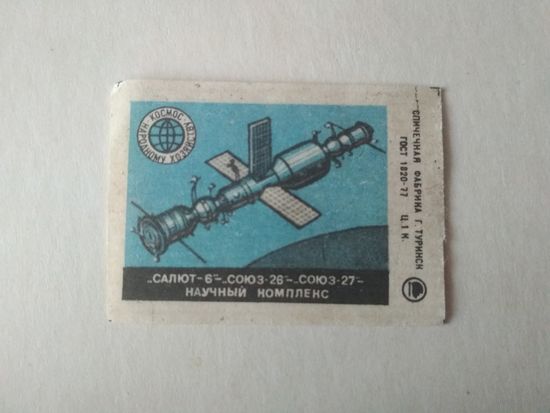 КОСМОС
НАРОДНОМУ ХОЗЯЙСТВУ
„САЛЮТ-6"–„СОЮЗ-26"–„СОЮЗ-27"–
НАУЧНЫЙ КОМПЛЕКС
СПИЧЕЧНАЯ ФАБРИКА Г. ТУРИНСК
ГОСТ 1820-77 Ц. 1 К.